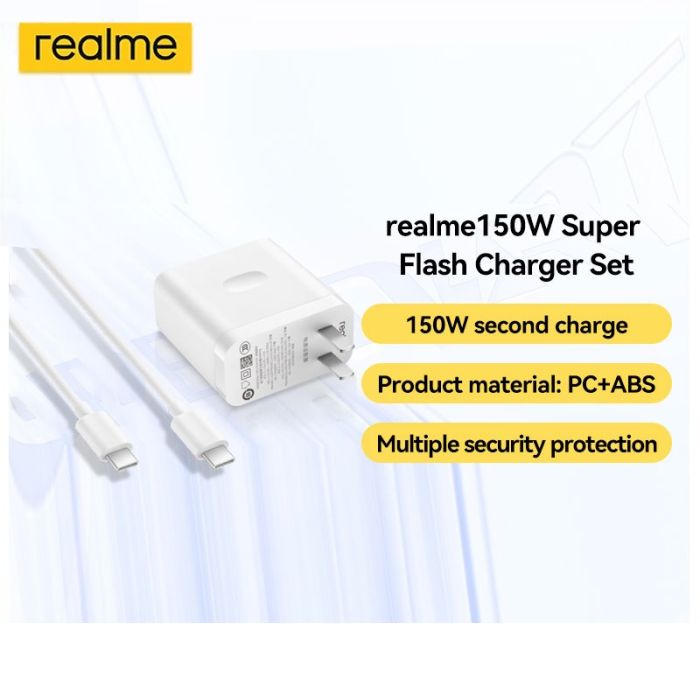 realme
realme150W Super
Flash Charger Set
150W second charge
Product material: PC+ABS
Multiple security protection